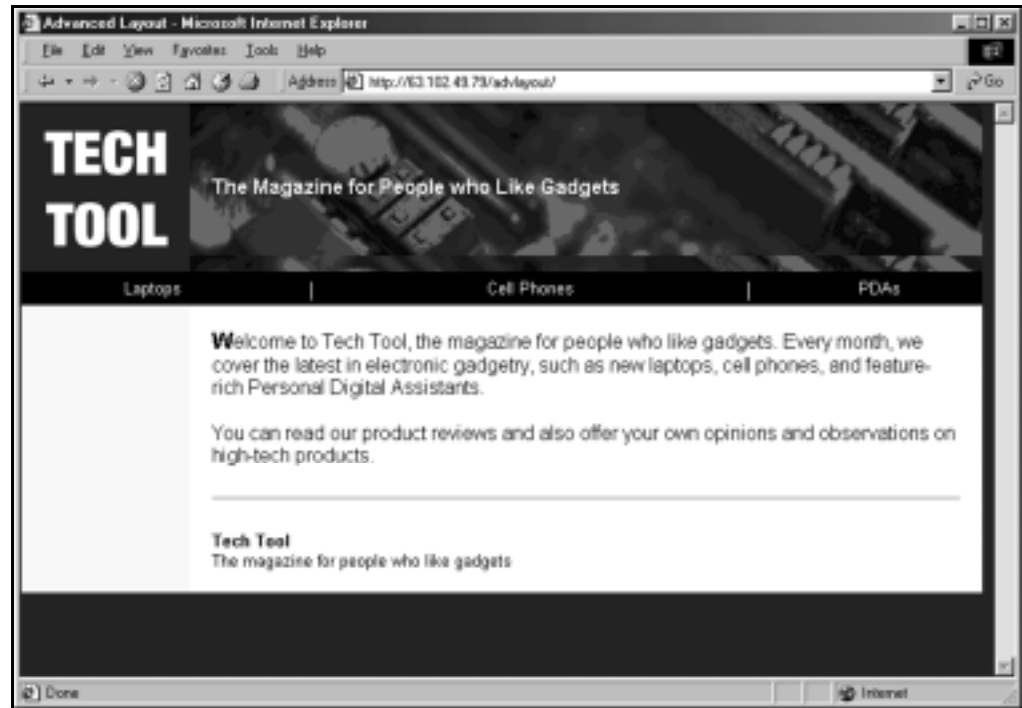 Advanced Layout - Microsoft Internet Explorer
File Edit View Favorites Tools Help
Address http://63.102.49.79/advlayout/ Go
TECH
TOOL
The Magazine for People who Like Gadgets
Laptops | Cell Phones | PDAs
Welcome to Tech Tool, the magazine for people who like gadgets. Every month, we
cover the latest in electronic gadgetry, such as new laptops, cell phones, and feature-
rich Personal Digital Assistants.
You can read our product reviews and also offer your own opinions and observations on
high-tech products.
Tech Tool
The magazine for people who like gadgets
Done Internet